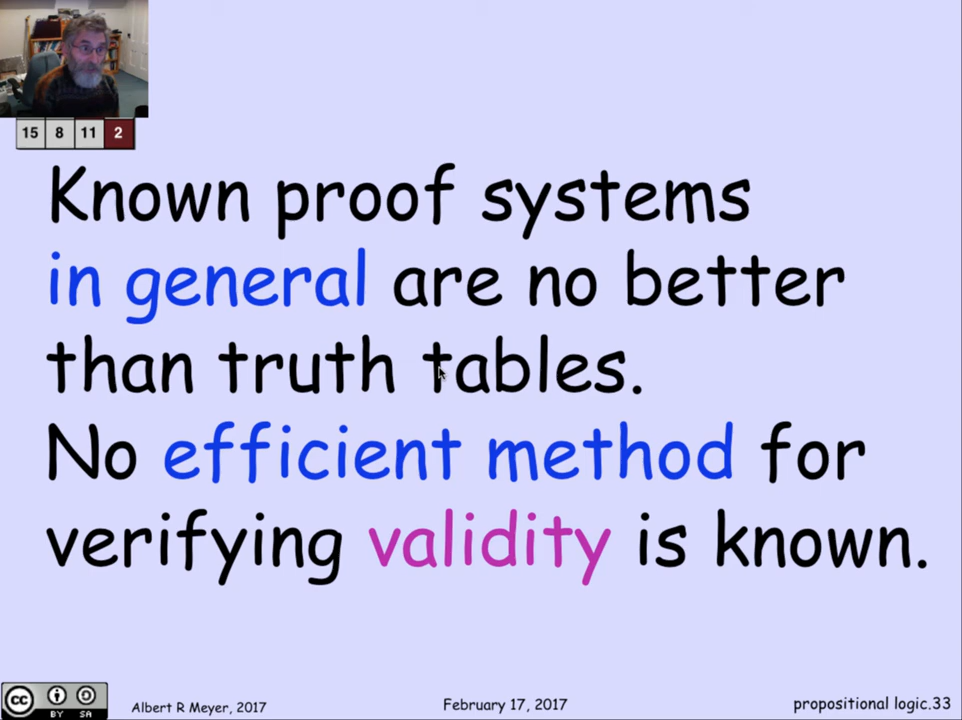 15 8 11 2
Known proof systems
in general are no better
than truth tables.
No efficient method for
verifying validity is known.
cc BY SA
Albert R Meyer, 2017
February 17, 2017
propositional logic.33